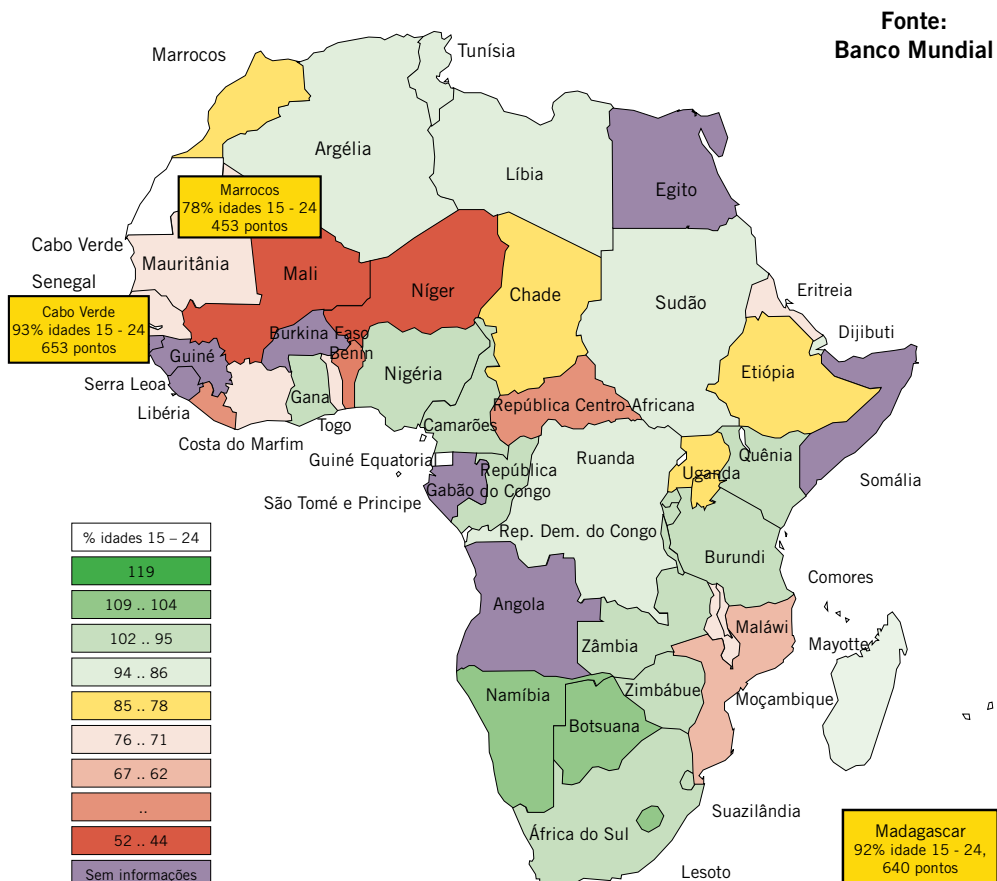 Fonte:
Banco Mundial
Marrocos
Tunísia
Argélia
Líbia
Egito
Marrocos
78% idades 15 - 24
453 pontos
Cabo Verde
Mauritânia
Mali
Níger
Chade
Sudão
Eritreia
Senegal
Cabo Verde
93% idades 15 - 24
653 pontos
Burkina Faso
Dijibuti
Guiné
Benin
Nigéria
Etiópia
Serra Leoa
Gana
República Centro-Africana
Libéria
Togo
Camarões
Costa do Marfim
Quênia
Guiné Equatoria
República
do Congo
Ruanda
Uganda
Somália
São Tomé e Principe
Gabão
Rep. Dem. do Congo
% idades 15 – 24
119
109 .. 104
102 .. 95
94 .. 86
85 .. 78
76 .. 71
67 .. 62
..
52 .. 44
Sem informações
Burundi
Comores
Angola
Maláwi
Zâmbia
Mayotte
Namíbia
Zimbábue
Moçambique
Botsuana
Suazilândia
África do Sul
Lesoto
Madagascar
92% idade 15 - 24,
640 pontos